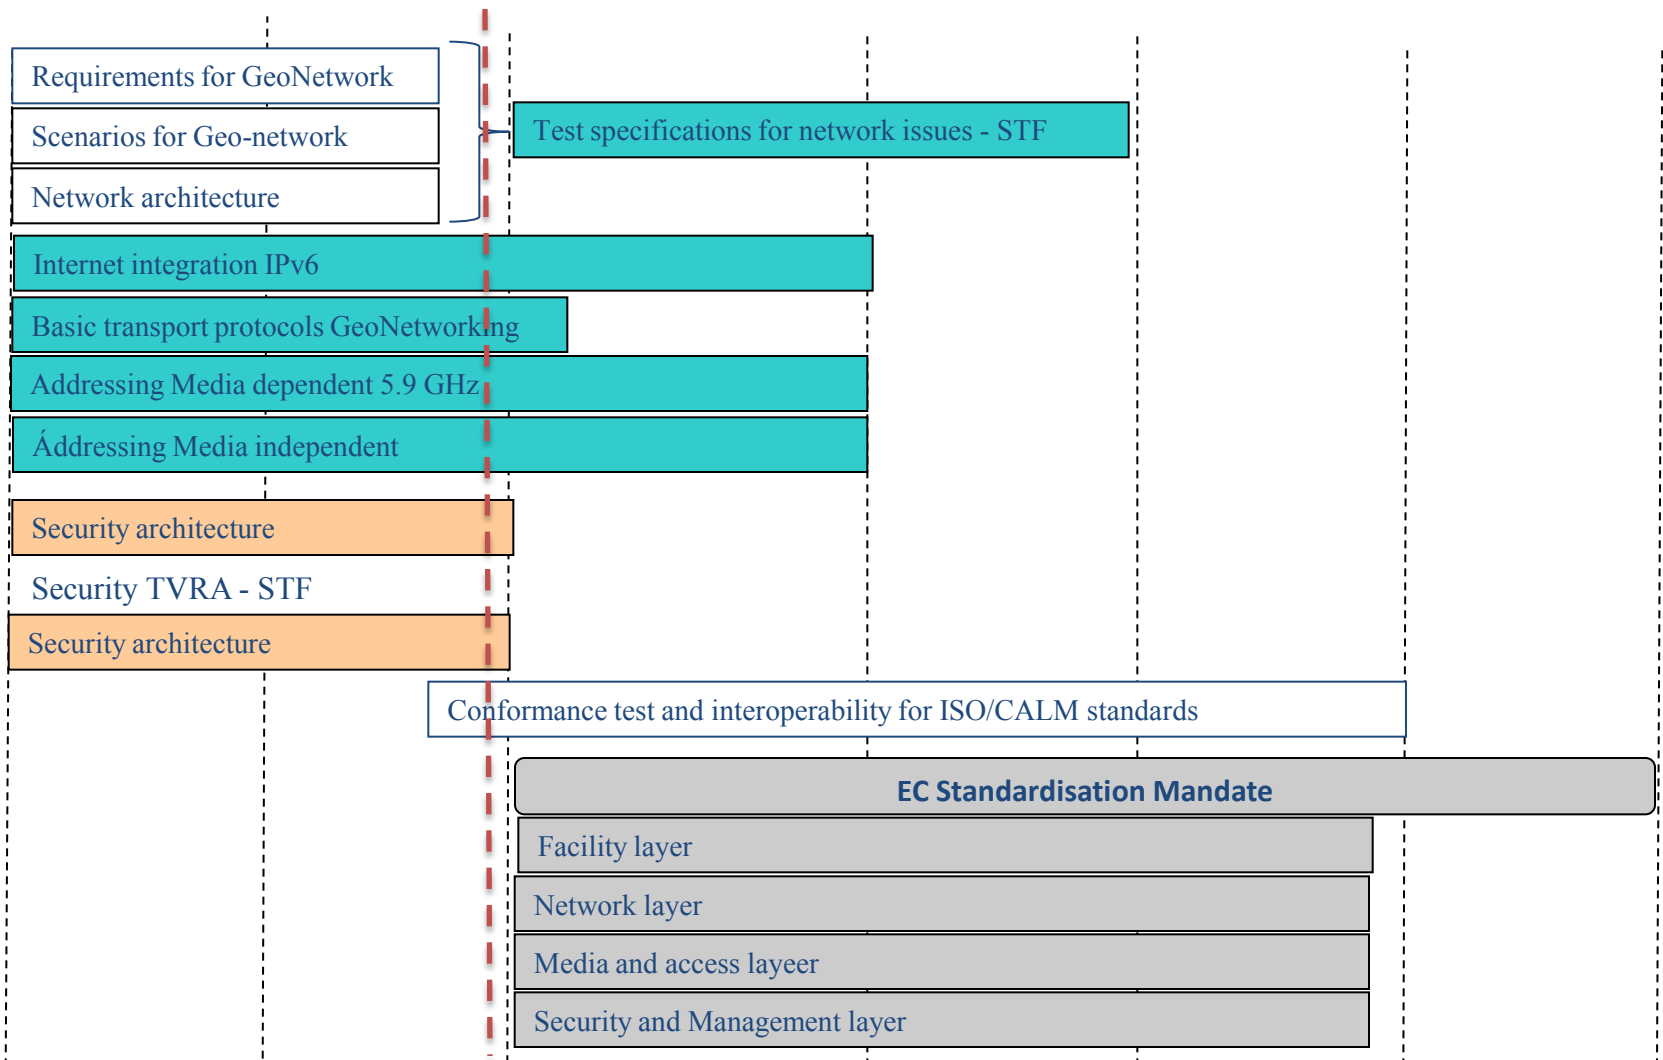 Requirements for GeoNetwork
Scenarios for Geo-network
Test specifications for network issues - STF
Network architecture
Internet integration IPv6
Basic transport protocols GeoNetworking
Addressing Media dependent 5.9 GHz
Áddressing Media independent
Security architecture
Security TVRA - STF
Security architecture
Conformance test and interoperability for ISO/CALM standards
EC Standardisation Mandate
Facility layer
Network layer
Media and access layeer
Security and Management layer